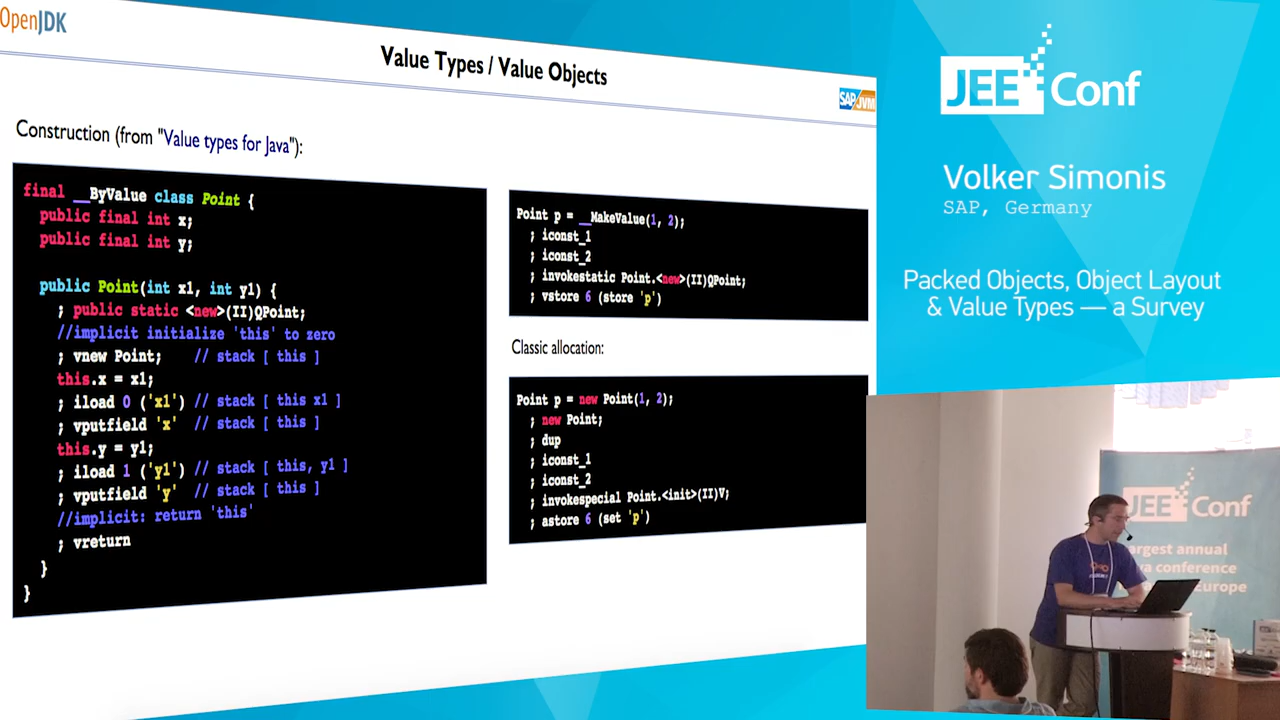 OpenJDK
Value Types / Value Objects
SAP JVM
Construction (from "Value types for Java"):
final __ByValue class Point {
public final int x;
public final int y;
public Point(int x1, int y1) {
; public static <new>(II)QPoint;
//implicit initialize 'this' to zero
; vnew Point; // stack [ this ]
this.x = x1;
; iload 0 ('x1') // stack [ this x1 ]
; vputfield 'x' // stack [ this ]
this.y = y1;
; iload 1 ('y1') // stack [ this, y1 ]
; vputfield 'y' // stack [ this ]
//implicit: return 'this'
; vreturn
}
}
Point p = __MakeValue(1, 2);
; iconst_1
; iconst_2
; invokestatic Point.<new>(II)QPoint;
; vstore 6 (store 'p')
Classic allocation:
Point p = new Point(1, 2);
; new Point;
; dup
; iconst_1
; iconst_2
; invokespecial Point.<init>(II)V;
; astore 6 (set 'p')
JEE Conf
Volker Simonis
SAP, Germany
Packed Objects, Object Layout
& Value Types — a Survey
JEE Conf
argest annual
va conference
Europe